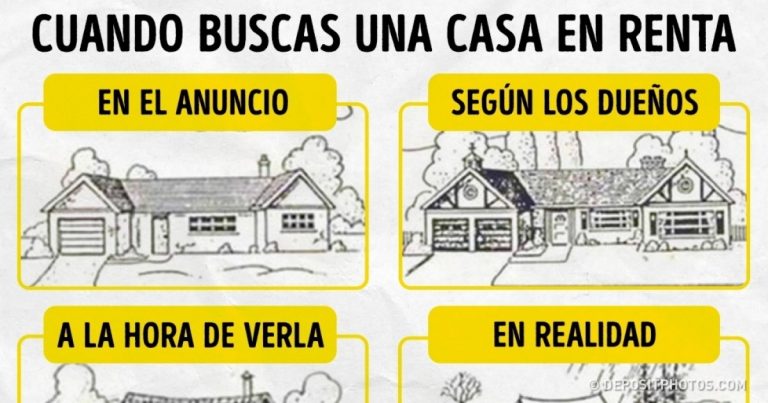 CUANDO BUSCAS UNA CASA EN RENTA
EN EL ANUNCIO
SEGÚN LOS DUEÑOS
A LA HORA DE VERLA
EN REALIDAD
© DEPOSITPHOTOS.COM